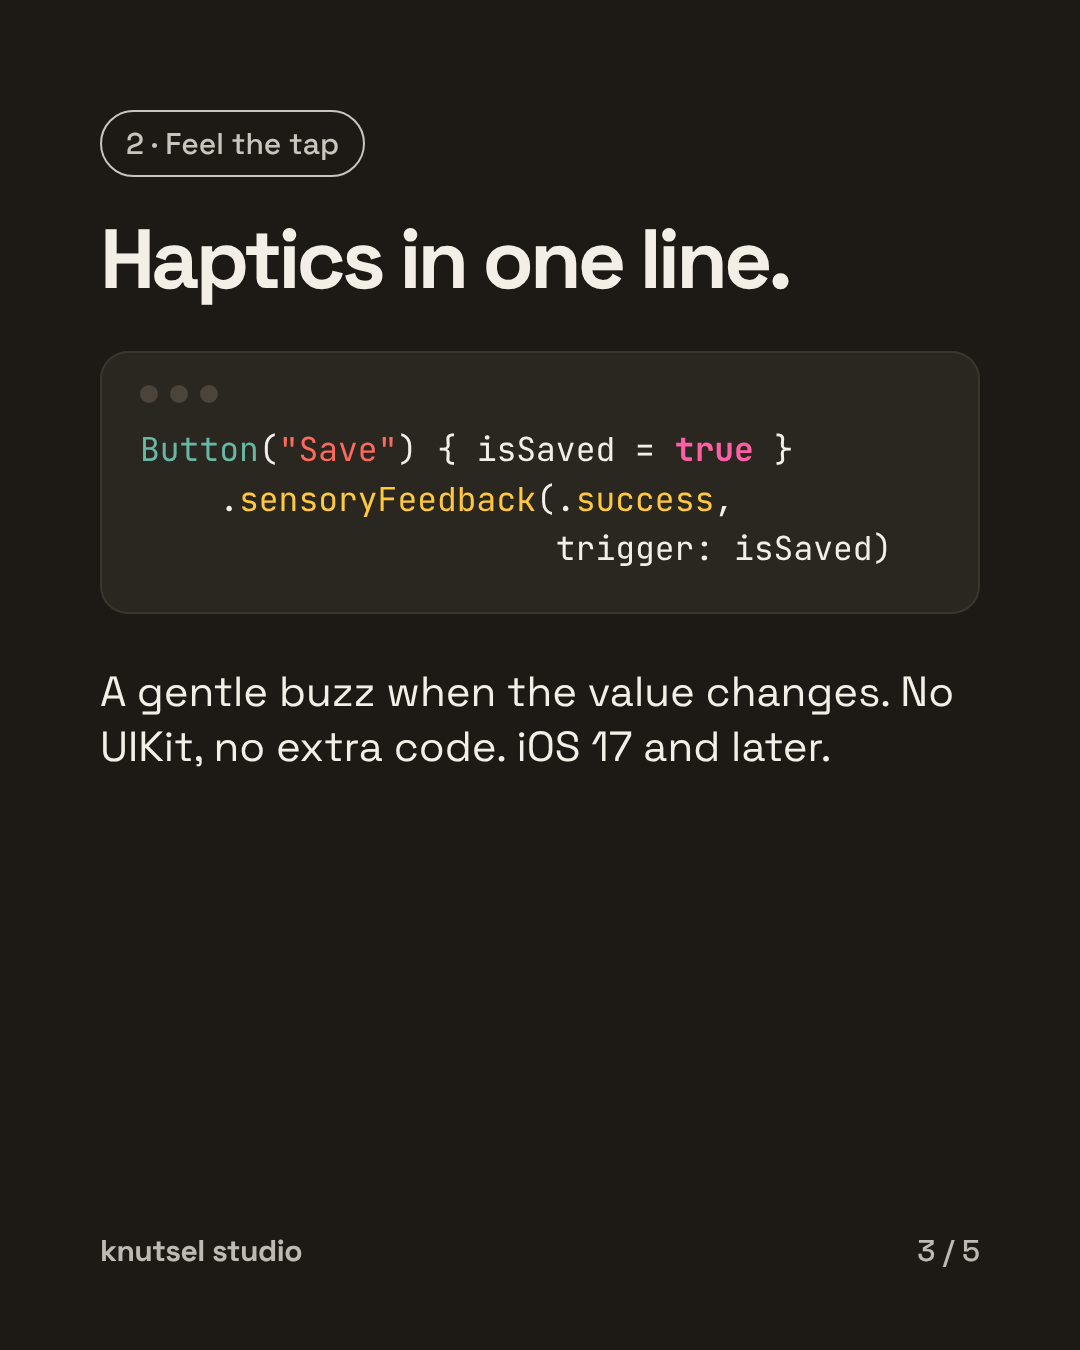 2 · Feel the tap
Haptics in one line.
Button("Save") { isSaved = true }
    .sensoryFeedback(.success,
                     trigger: isSaved)
A gentle buzz when the value changes. No
UIKit, no extra code. iOS 17 and later.
knutsel studio
3 / 5